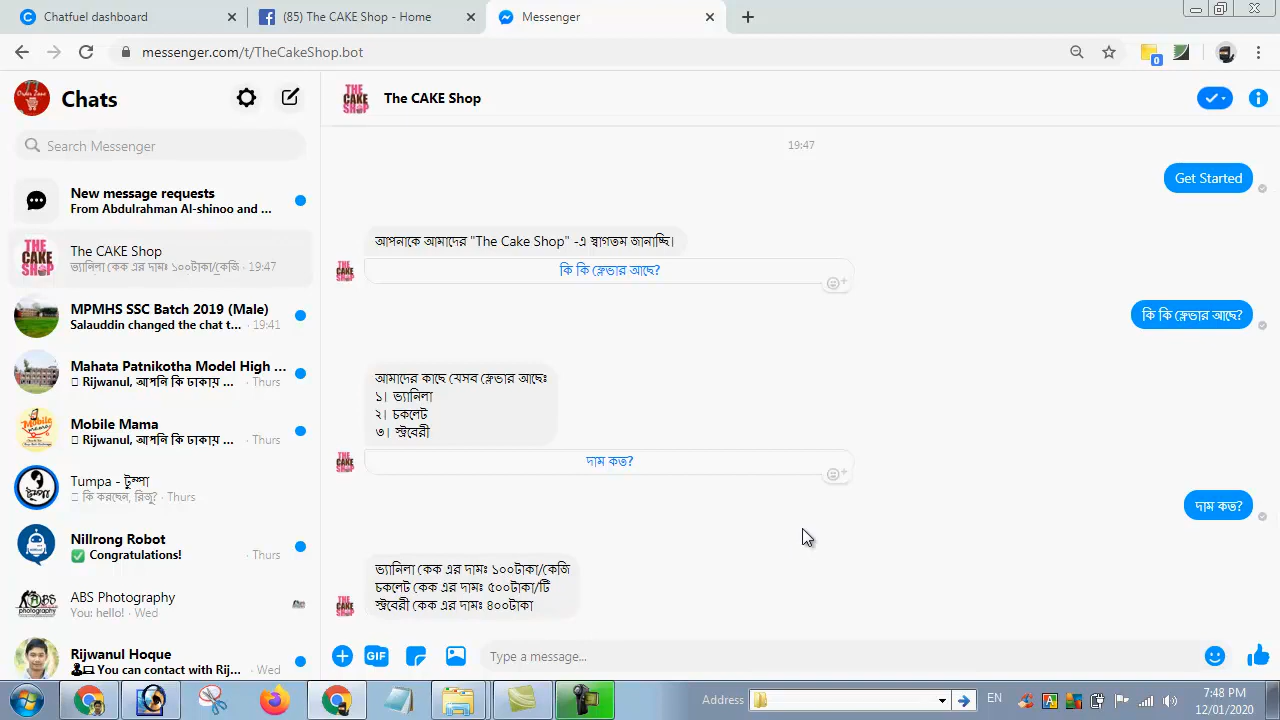 Chatfuel dashboard
(85) The CAKE Shop - Home
Messenger
messenger.com/t/TheCakeShop.bot
0
Chats
Search Messenger
New message requests
From Abdulrahman Al-shinoo and ...
The CAKE Shop
ভ্যানিলা কেক এর দামঃ ১০০টাকা/কেজি · 19:47
MPMHS SSC Batch 2019 (Male)
Salauddin changed the chat t... · 19:41
Mahata Patnikotha Model High ...
Rijwanul, আপনি কি ঢাকায় ... · Thurs
Mobile Mama
Rijwanul, আপনি কি ঢাকায় ... · Thurs
Tumpa - টুম্পা
কি করছেন, রিজু? · Thurs
Nillrong Robot
✅ Congratulations! · Thurs
ABS Photography
You: hello! · Wed
Rijwanul Hoque
You can contact with Rij... · Wed
THE CAKE SHOP
The CAKE Shop
19:47
Get Started
আপনাকে আমাদের "The Cake Shop" -এ স্বাগতম জানাচ্ছি।
কি কি ফ্লেভার আছে?
কি কি ফ্লেভার আছে?
আমাদের কাছে যেসব ফ্লেভার আছেঃ
১। ভ্যানিলা
২। চকলেট
৩। স্ট্রবেরী
দাম কত?
দাম কত?
ভ্যানিলা কেক এর দামঃ ১০০টাকা/কেজি
চকলেট কেক এর দামঃ ৫০০টাকা/টি
স্ট্রবেরী কেক এর দামঃ ৪০০টাকা
GIF
Type a message...
Address
EN
7:48 PM
12/01/2020